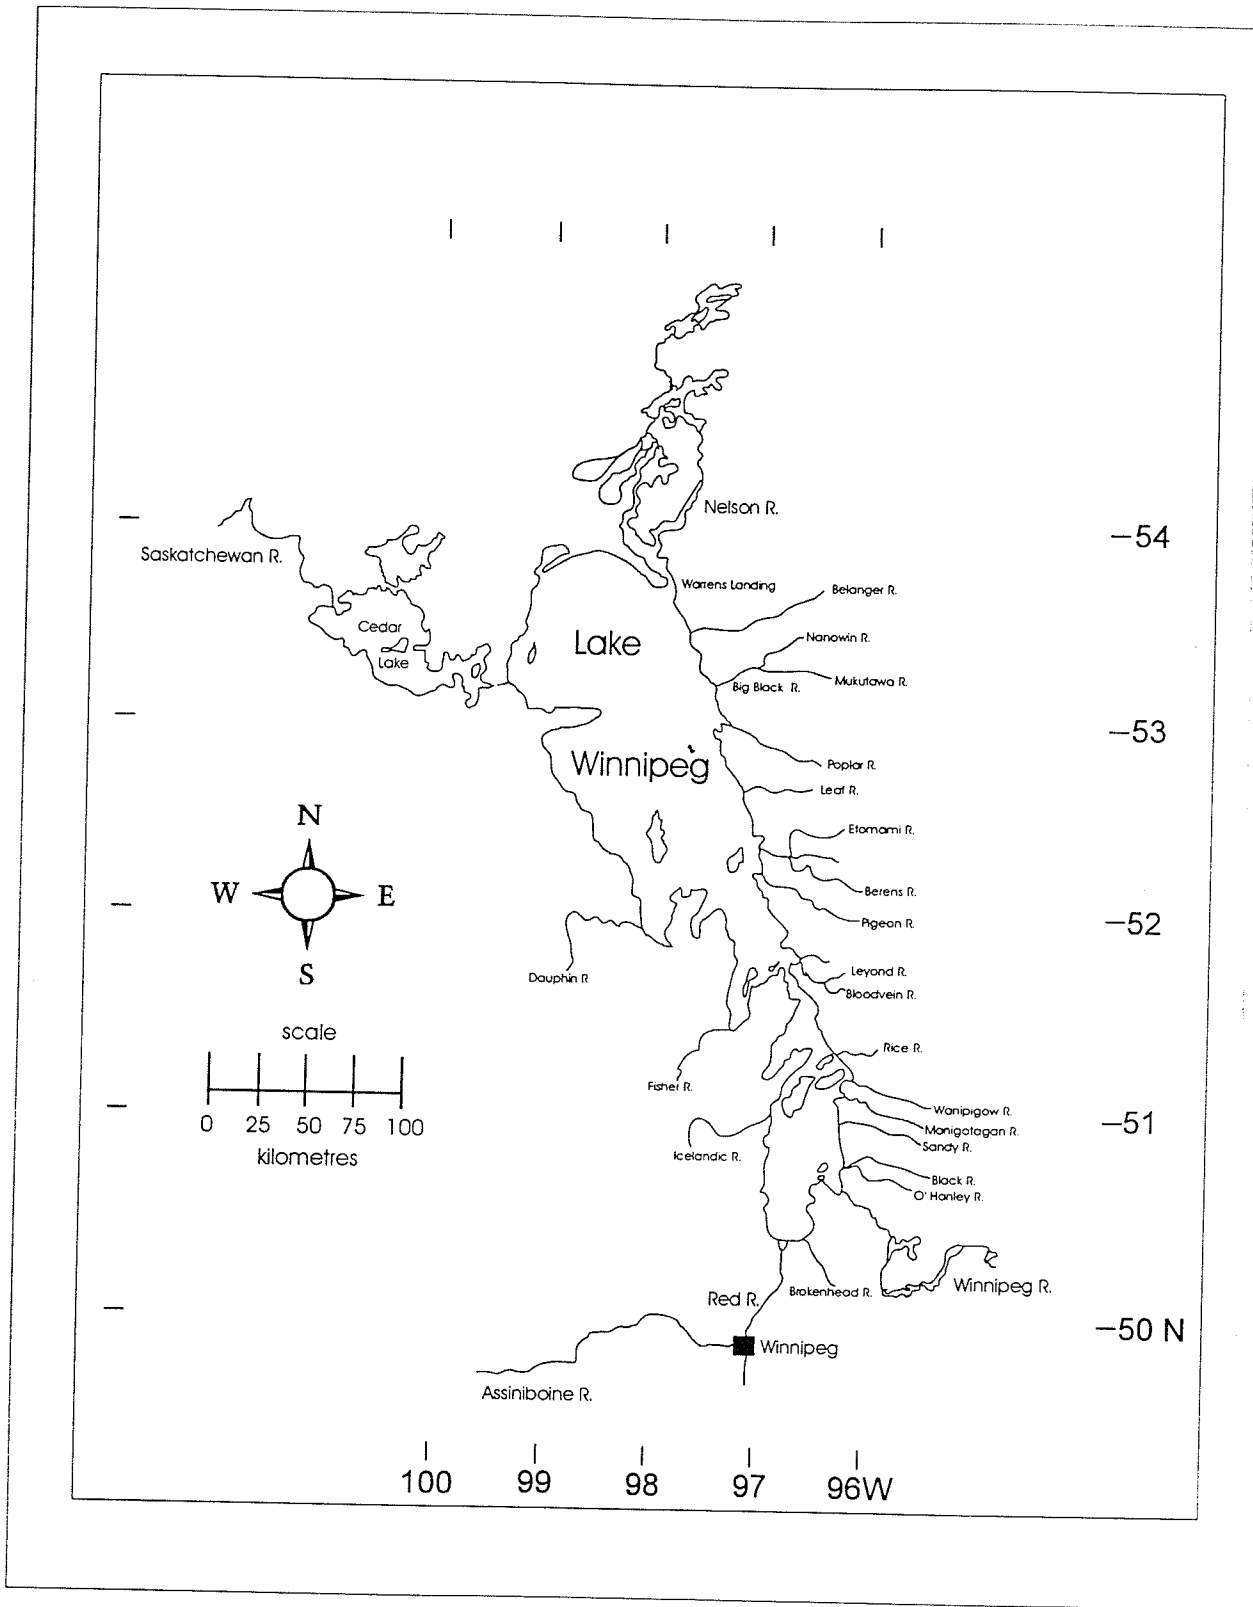 Nelson R.
–54
Saskatchewan R.
Warrens Landing
Belanger R.
Cedar
Lake
Lake
Nanowin R.
Mukutawa R.
Big Black R.
–53
Winnipeg
Poplar R.
Leaf R.
N
Etomami R.
W
E
Berens R.
–52
Pigeon R.
S
Dauphin R
Leyond R.
Bloodvein R.
scale
Rice R.
Fisher R.
0 25 50 75 100
kilometres
Wanipigow R.
–51
Manigotagan R.
Sandy R.
Icelandic R.
Black R.
O' Hanley R.
Winnipeg R.
Brokenhead R.
Red R.
–50 N
Winnipeg
Assiniboine R.
100 99 98 97 96W